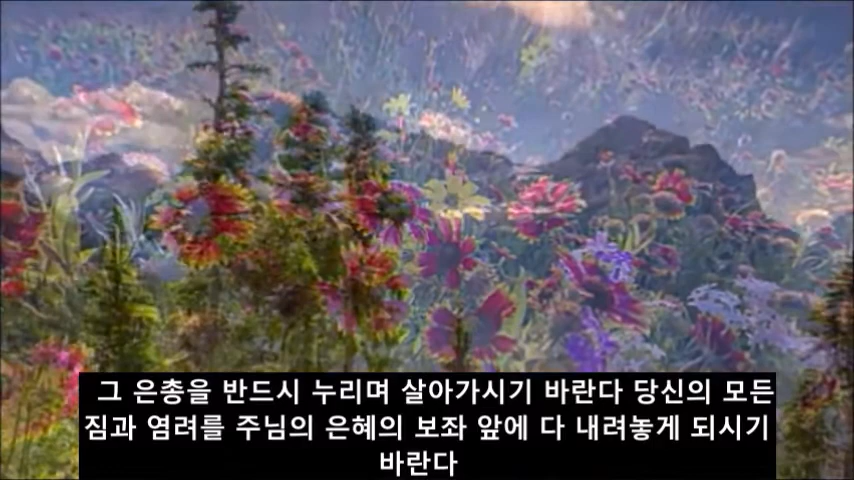 그 은총을 반드시 누리며 살아가시기 바란다 당신의 모든
짐과 염려를 주님의 은혜의 보좌 앞에 다 내려놓게 되시기
바란다